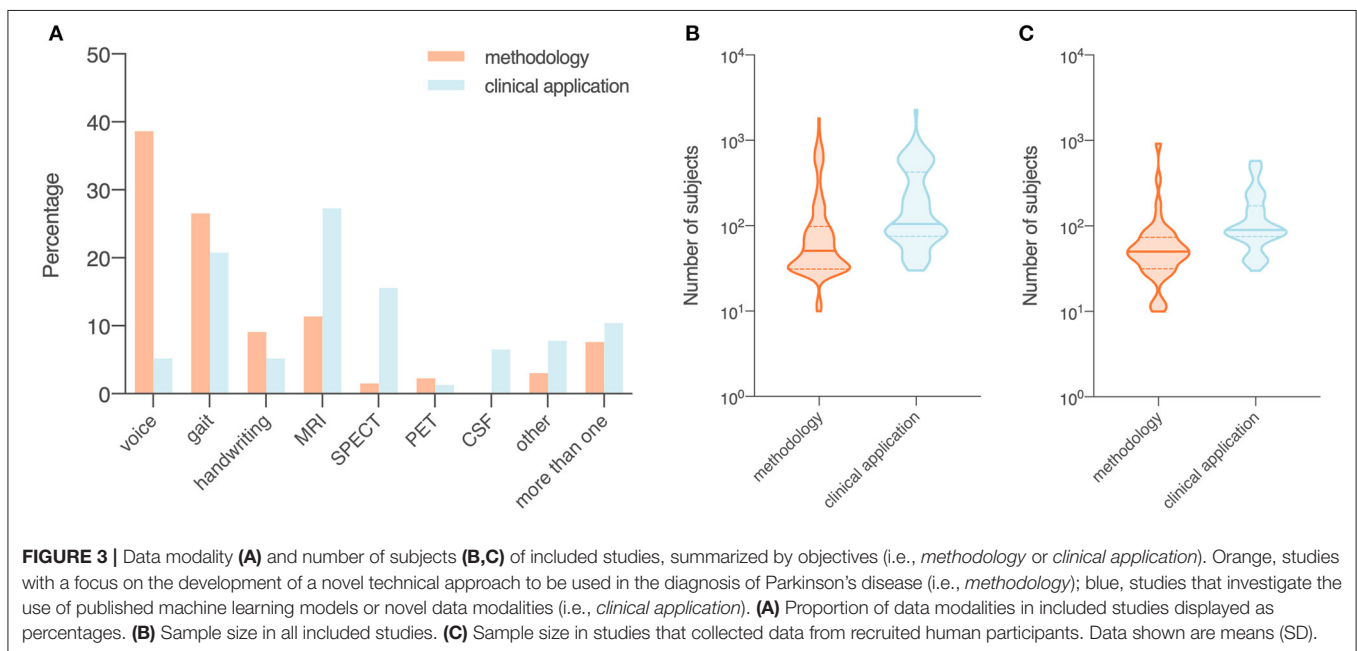 A
50
40
30
20
10
0
Percentage
methodology
clinical application
voice
gait
handwriting
MRI
SPECT
PET
CSF
other
more than one
B
10⁴
10³
10²
10¹
10⁰
Number of subjects
methodology
clinical application
C
10⁴
10³
10²
10¹
10⁰
Number of subjects
methodology
clinical application
FIGURE 3 | Data modality (A) and number of subjects (B,C) of included studies, summarized by objectives (i.e., methodology or clinical application). Orange, studies
with a focus on the development of a novel technical approach to be used in the diagnosis of Parkinson's disease (i.e., methodology); blue, studies that investigate the
use of published machine learning models or novel data modalities (i.e., clinical application). (A) Proportion of data modalities in included studies displayed as
percentages. (B) Sample size in all included studies. (C) Sample size in studies that collected data from recruited human participants. Data shown are means (SD).